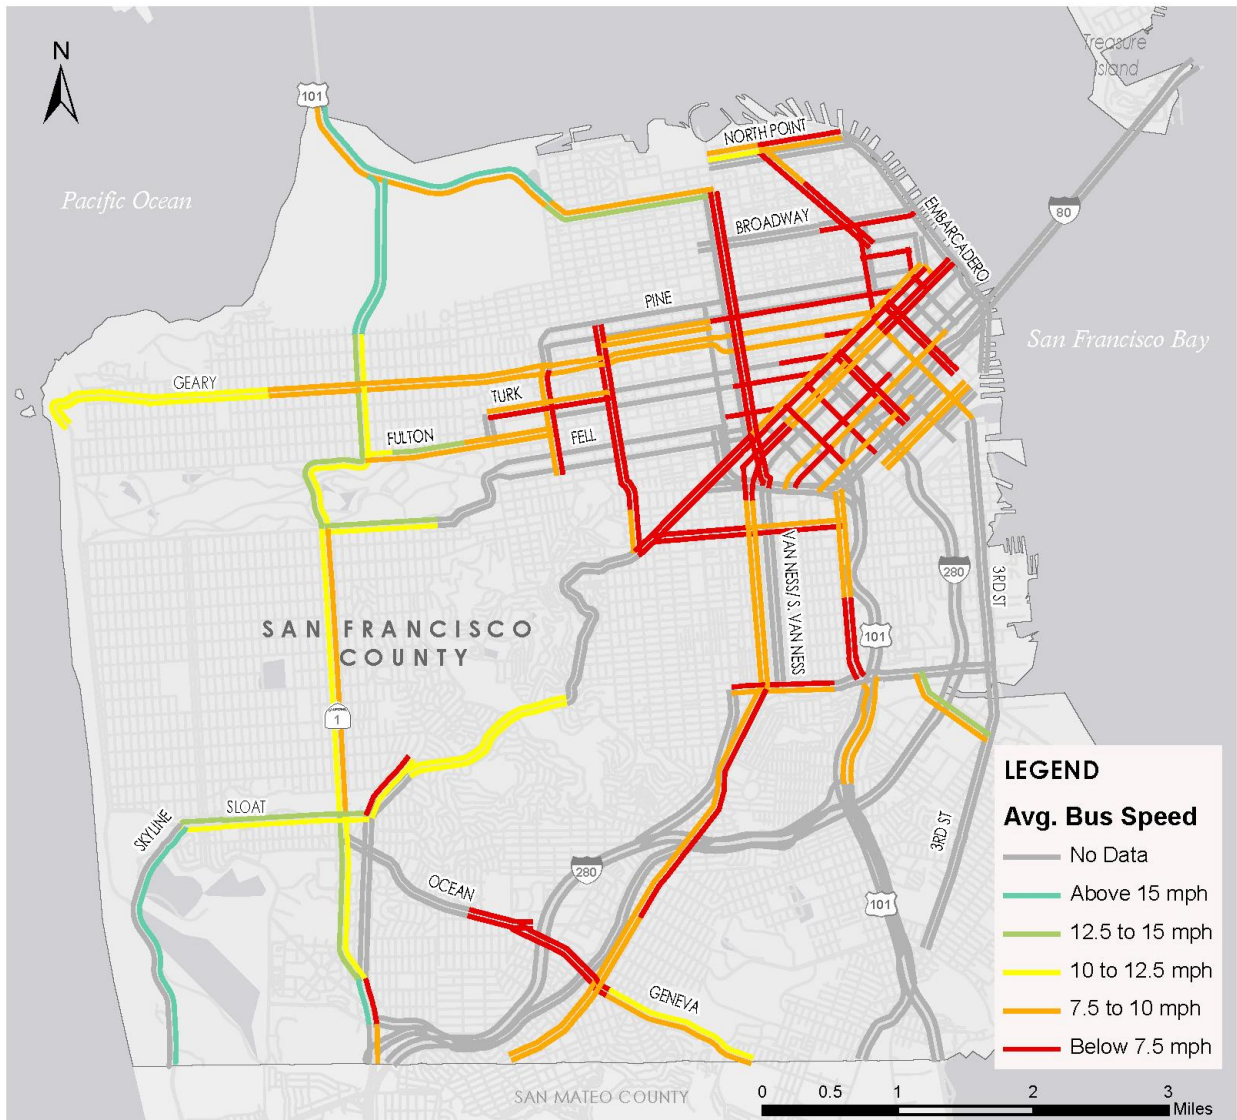 N
Treasure
Island
101
NORTH POINT
Pacific Ocean
80
BROADWAY
EMBARCADERO
PINE
San Francisco Bay
GEARY
TURK
FULTON
FELL
280
3RD ST
VAN NESS/ S. VAN NESS
101
SAN FRANCISCO
COUNTY
1
LEGEND
Avg. Bus Speed
No Data
Above 15 mph
12.5 to 15 mph
10 to 12.5 mph
7.5 to 10 mph
Below 7.5 mph
SLOAT
SKYLINE
3RD ST
280
OCEAN
101
GENEVA
SAN MATEO COUNTY
0 0.5 1 2 3
Miles